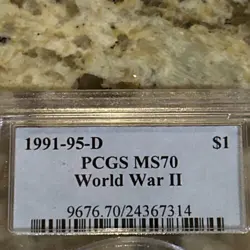 1991-95-D $1
PCGS MS70
World War II
9676.70/24367314